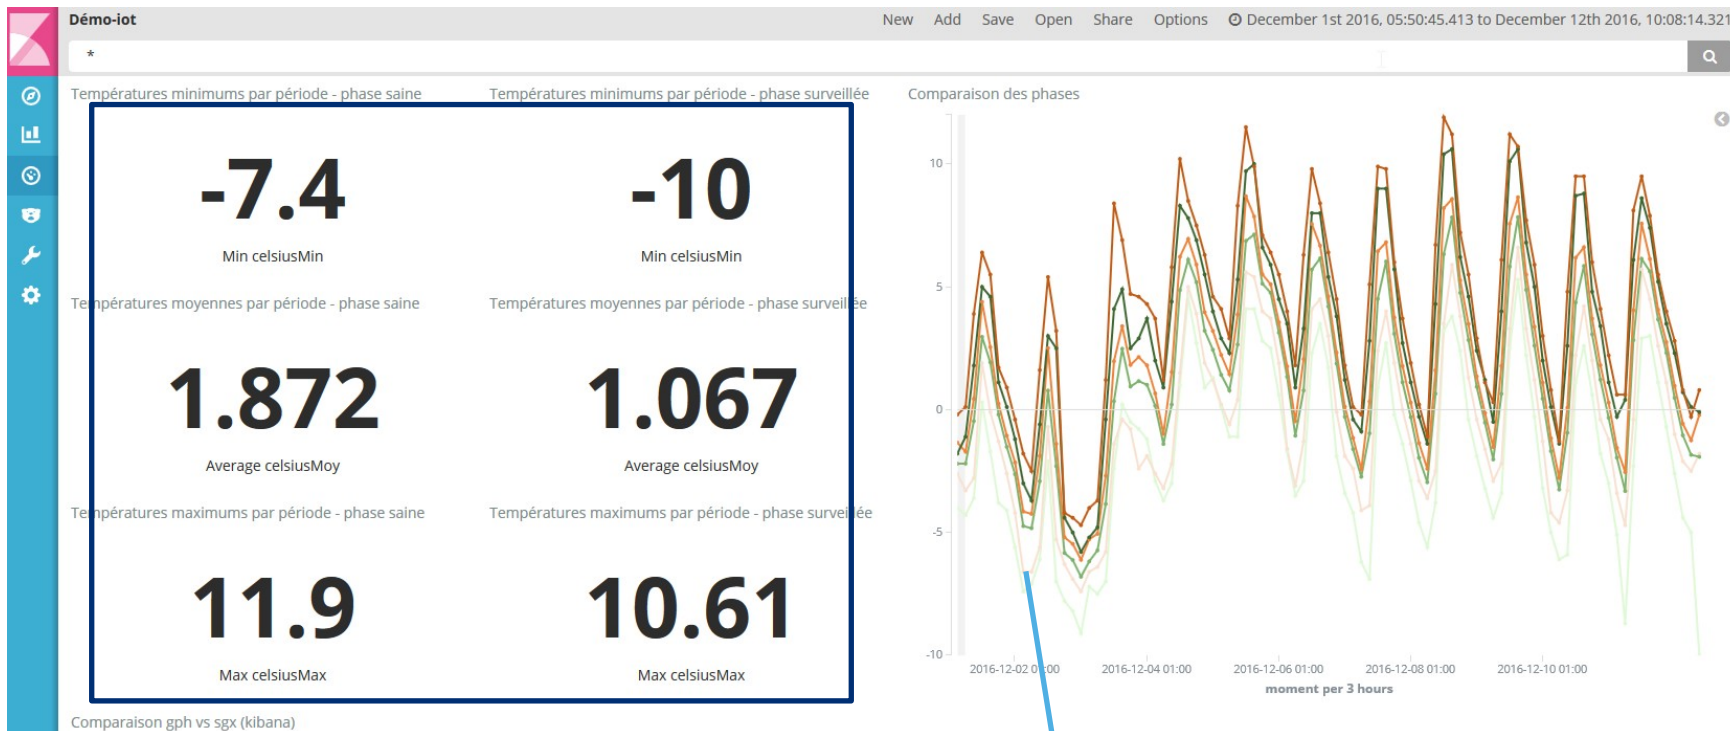 Démo-iot
New Add Save Open Share Options December 1st 2016, 05:50:45.413 to December 12th 2016, 10:08:14.321
*
Températures minimums par période - phase saine
-7.4
Min celsiusMin
Températures minimums par période - phase surveillée
-10
Min celsiusMin
Températures moyennes par période - phase saine
1.872
Average celsiusMoy
Températures moyennes par période - phase surveillée
1.067
Average celsiusMoy
Températures maximums par période - phase saine
11.9
Max celsiusMax
Températures maximums par période - phase surveillée
10.61
Max celsiusMax
Comparaison des phases
10
5
0
-5
-10
2016-12-02 01:00 2016-12-04 01:00 2016-12-06 01:00 2016-12-08 01:00 2016-12-10 01:00
moment per 3 hours
Comparaison gph vs sgx (kibana)